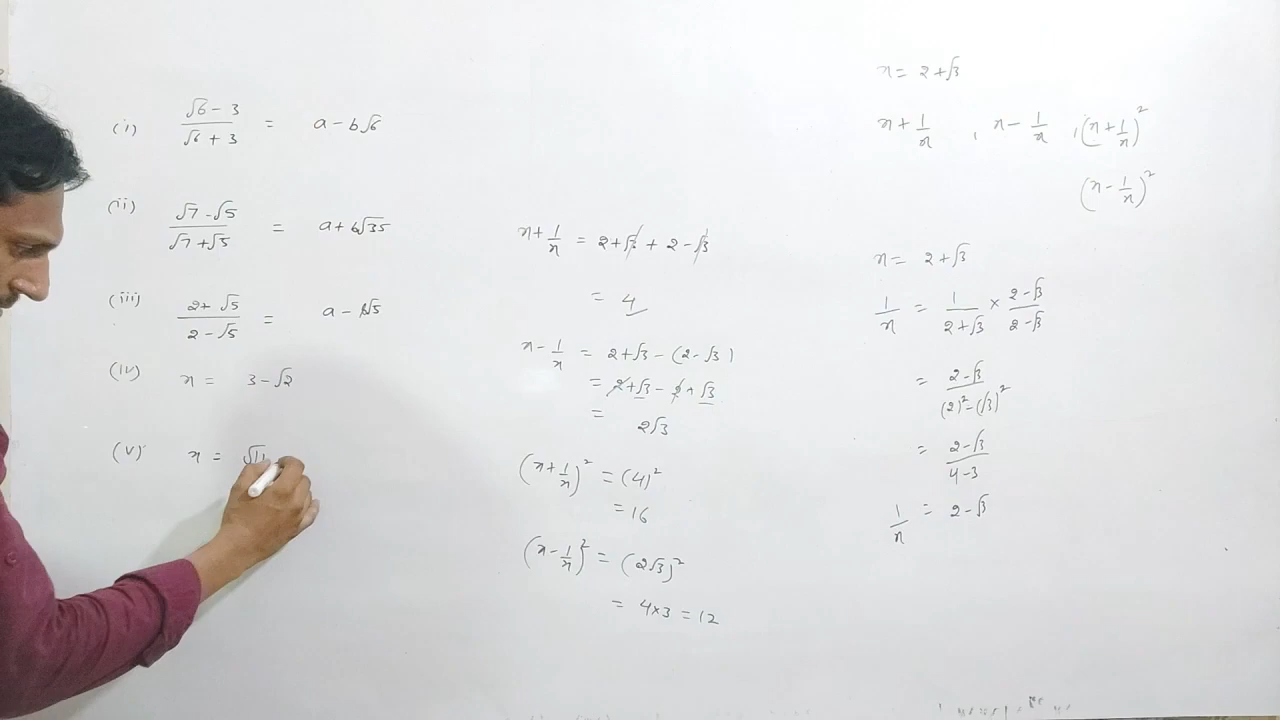 (i) (√6 - 3)/(√6 + 3) = a - b√6
(ii) (√7 - √5)/(√7 + √5) = a + b√35
(iii) (2 + √5)/(2 - √5) = a - b√5
(iv) x = 3 - √2
(v) x = √11
x + 1/x = 2 + √3 + 2 - √3
= 4
x - 1/x = 2 + √3 - (2 - √3)
= 2 + √3 - 2 + √3
= 2√3
(x + 1/x)² = (4)²
= 16
(x - 1/x)² = (2√3)²
= 4×3 = 12
x = 2 + √3
x + 1/x , x - 1/x , (x + 1/x)²
(x - 1/x)²
x = 2 + √3
1/x = 1/(2 + √3) × (2 - √3)/(2 - √3)
= (2 - √3)/((2)² - (√3)²)
= (2 - √3)/(4 - 3)
1/x = 2 - √3